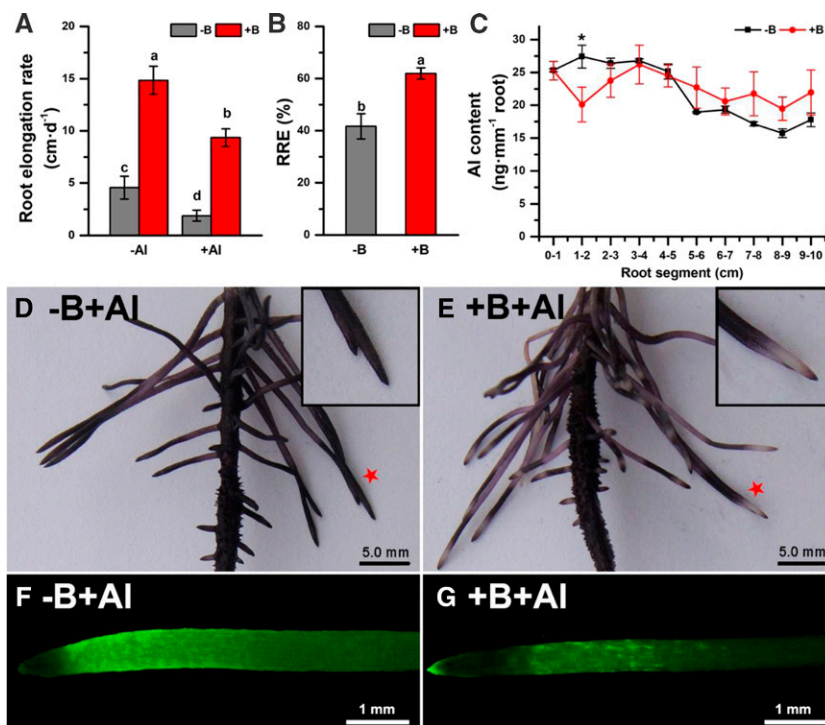 A
-B +B
Root elongation rate
(cm·d⁻¹)
20
15
10
5
0
a
b
c
d
-Al +Al
B
-B +B
RRE (%)
80
60
40
20
0
b
a
-B +B
C
-B +B
Al content
(ng·mm⁻¹ root)
30
25
20
15
10
5
0
*
0-1 1-2 2-3 3-4 4-5 5-6 6-7 7-8 8-9 9-10
Root segment (cm)
D -B+Al
5.0 mm
E +B+Al
5.0 mm
F -B+Al
1 mm
G +B+Al
1 mm